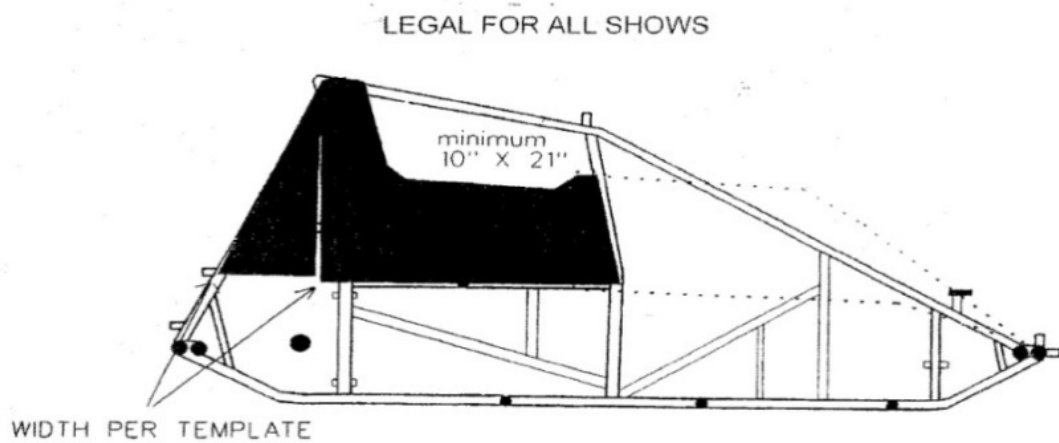 LEGAL FOR ALL SHOWS
minimum
10" X 21"
WIDTH PER TEMPLATE